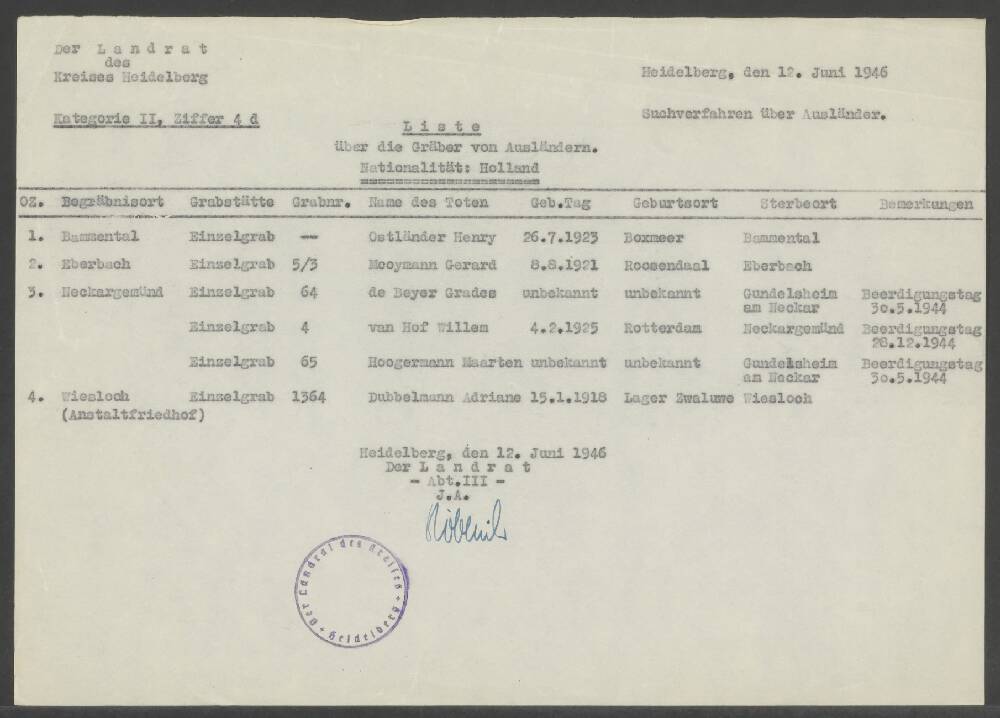 Der Landrat
des
Kreises Heidelberg
Heidelberg, den 12. Juni 1946
Kategorie II, Ziffer 4 d
Suchverfahren über Ausländer.
Liste
über die Gräber von Ausländern.
Nationalität: Holland
OZ. Begräbnisort Grabstätte Grabnr. Name des Toten Geb.Tag Geburtsort Sterbeort Bemerkungen
1. Bammental Einzelgrab — Ostländer Henry 26.7.1923 Boxmeer Bammental
2. Eberbach Einzelgrab 5/3 Mooymann Gerard 8.8.1921 Roosendaal Eberbach
3. Neckargemünd Einzelgrab 64 de Beyer Grades unbekannt unbekannt Gundelsheim Beerdigungstag
am Neckar 30.5.1944
Einzelgrab 4 van Hof Willem 4.2.1925 Rotterdam Neckargemünd Beerdigungstag
28.12.1944
Einzelgrab 65 Hoogermann Maarten unbekannt unbekannt Gundelsheim Beerdigungstag
am Neckar 30.5.1944
4. Wiesloch Einzelgrab 1364 Dubbelmann Adriane 15.1.1918 Lager Zwaluwe Wiesloch
(Anstaltfriedhof)
Heidelberg, den 12. Juni 1946
Der Landrat
- Abt.III -
J.A.
Der Landrat des Kreises Heidelberg